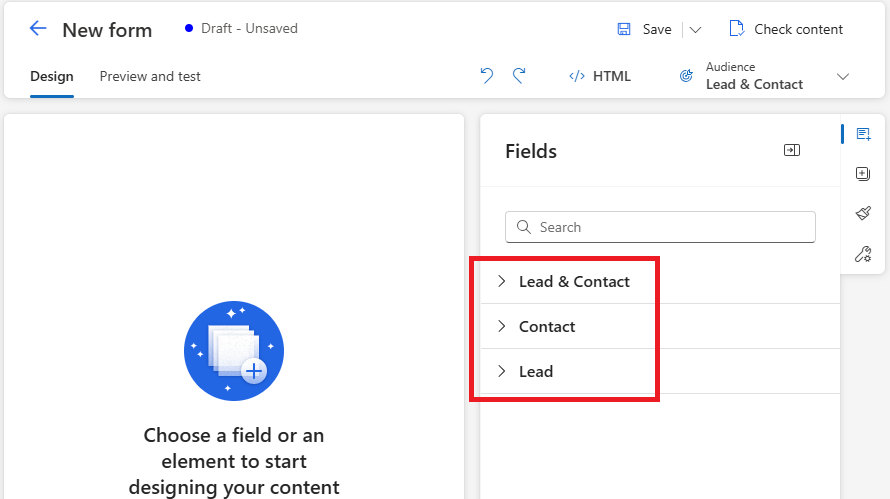 New form
Draft - Unsaved
Save
Check content
Design
Preview and test
HTML
Audience
Lead & Contact
Fields
Search
Lead & Contact
Contact
Lead
Choose a field or an
element to start
designing your content